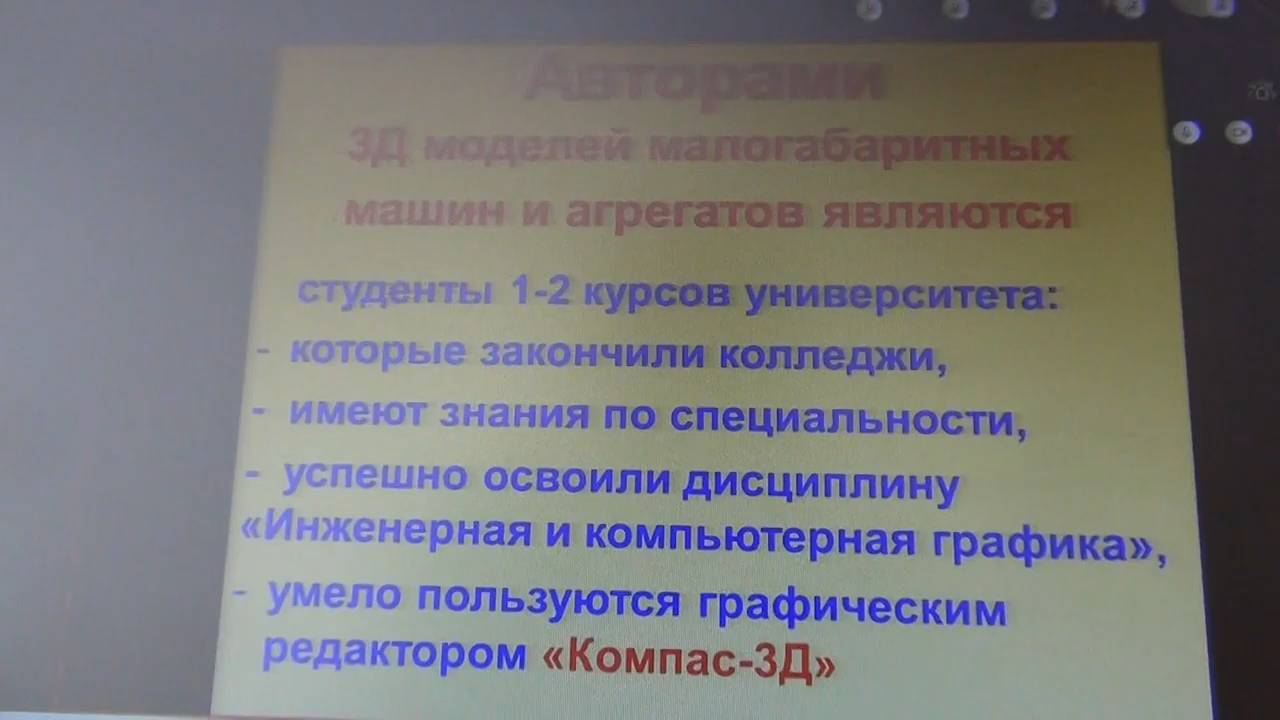 Авторами
3Д моделей малогабаритных
машин и агрегатов являются
студенты 1-2 курсов университета:
- которые закончили колледжи,
- имеют знания по специальности,
- успешно освоили дисциплину
«Инженерная и компьютерная графика»,
- умело пользуются графическим
редактором «Компас-3Д»